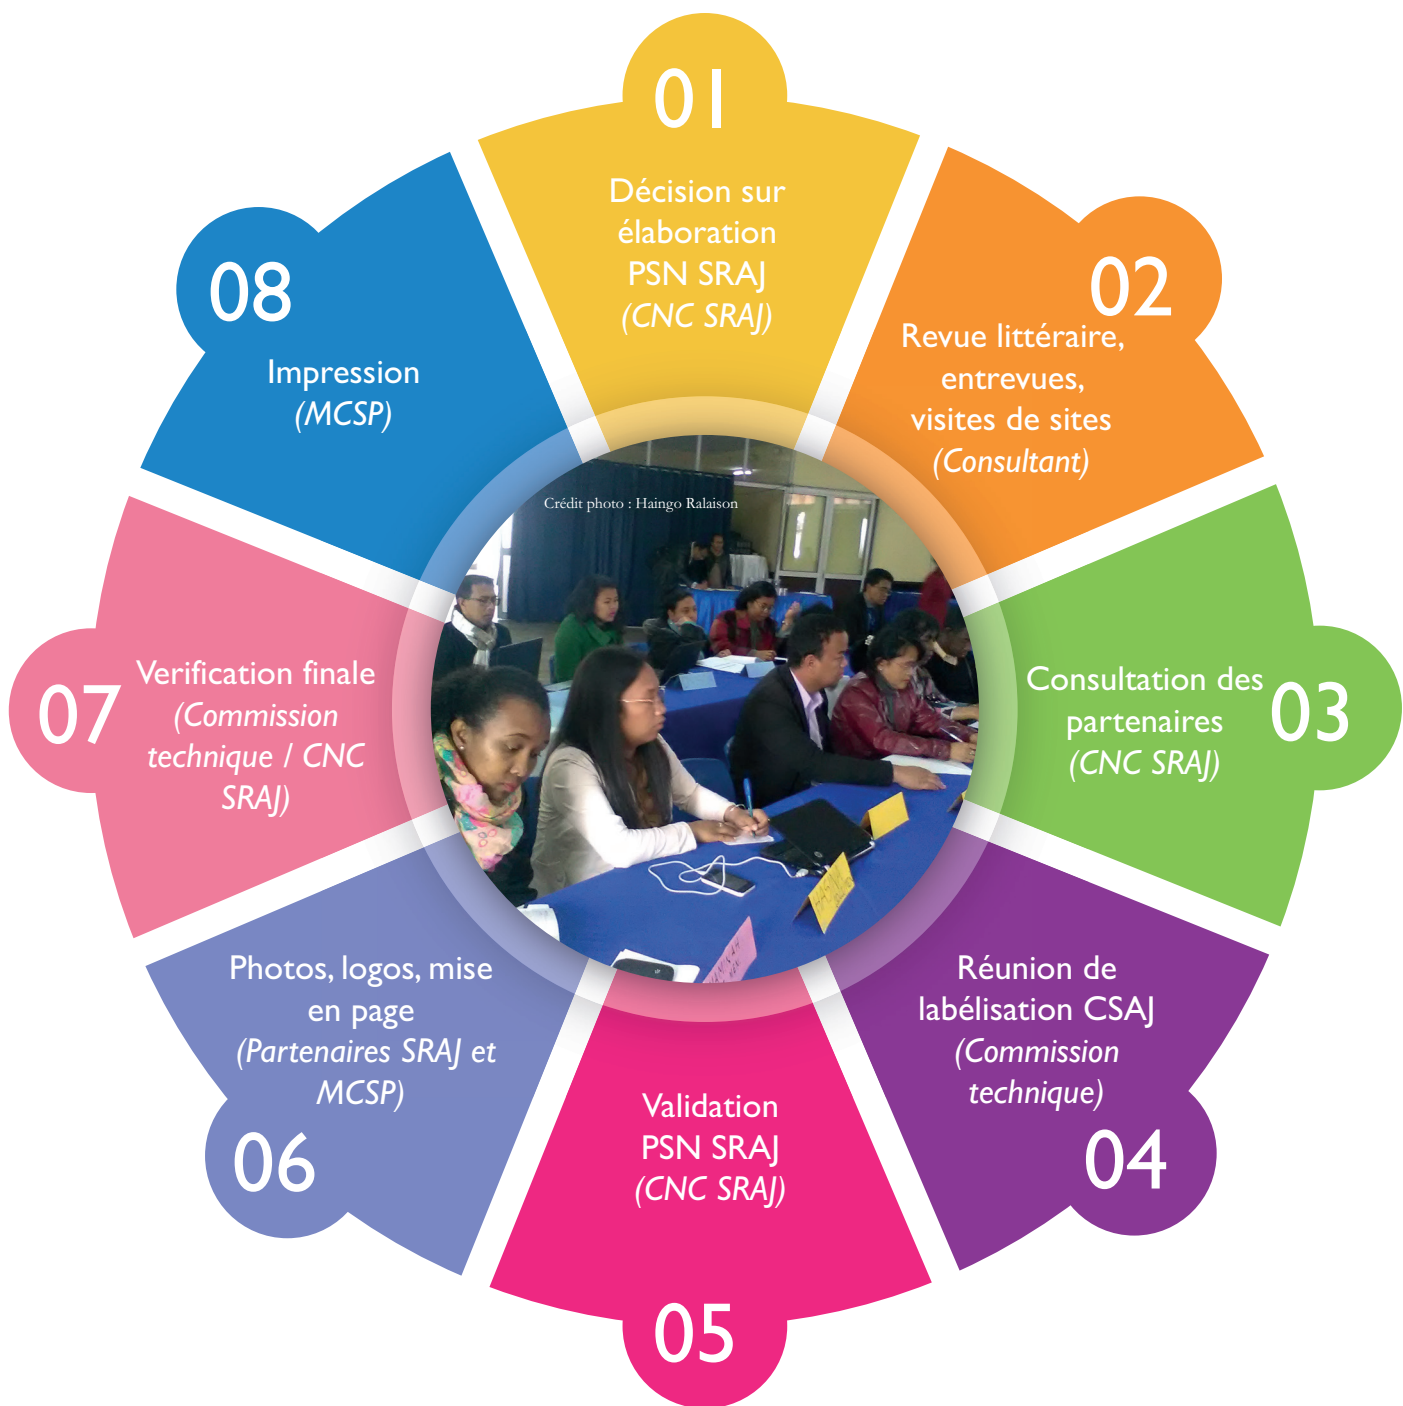 01
Décision sur
élaboration
PSN SRAJ
(CNC SRAJ)
02
Revue littéraire,
entrevues,
visites de sites
(Consultant)
03
Consultation des
partenaires
(CNC SRAJ)
Réunion de
labélisation CSAJ
(Commission
technique)
04
Validation
PSN SRAJ
(CNC SRAJ)
05
Photos, logos, mise
en page
(Partenaires SRAJ et
MCSP)
06
07
Verification finale
(Commission
technique / CNC
SRAJ)
08
Impression
(MCSP)
Crédit photo : Haingo Ralaison